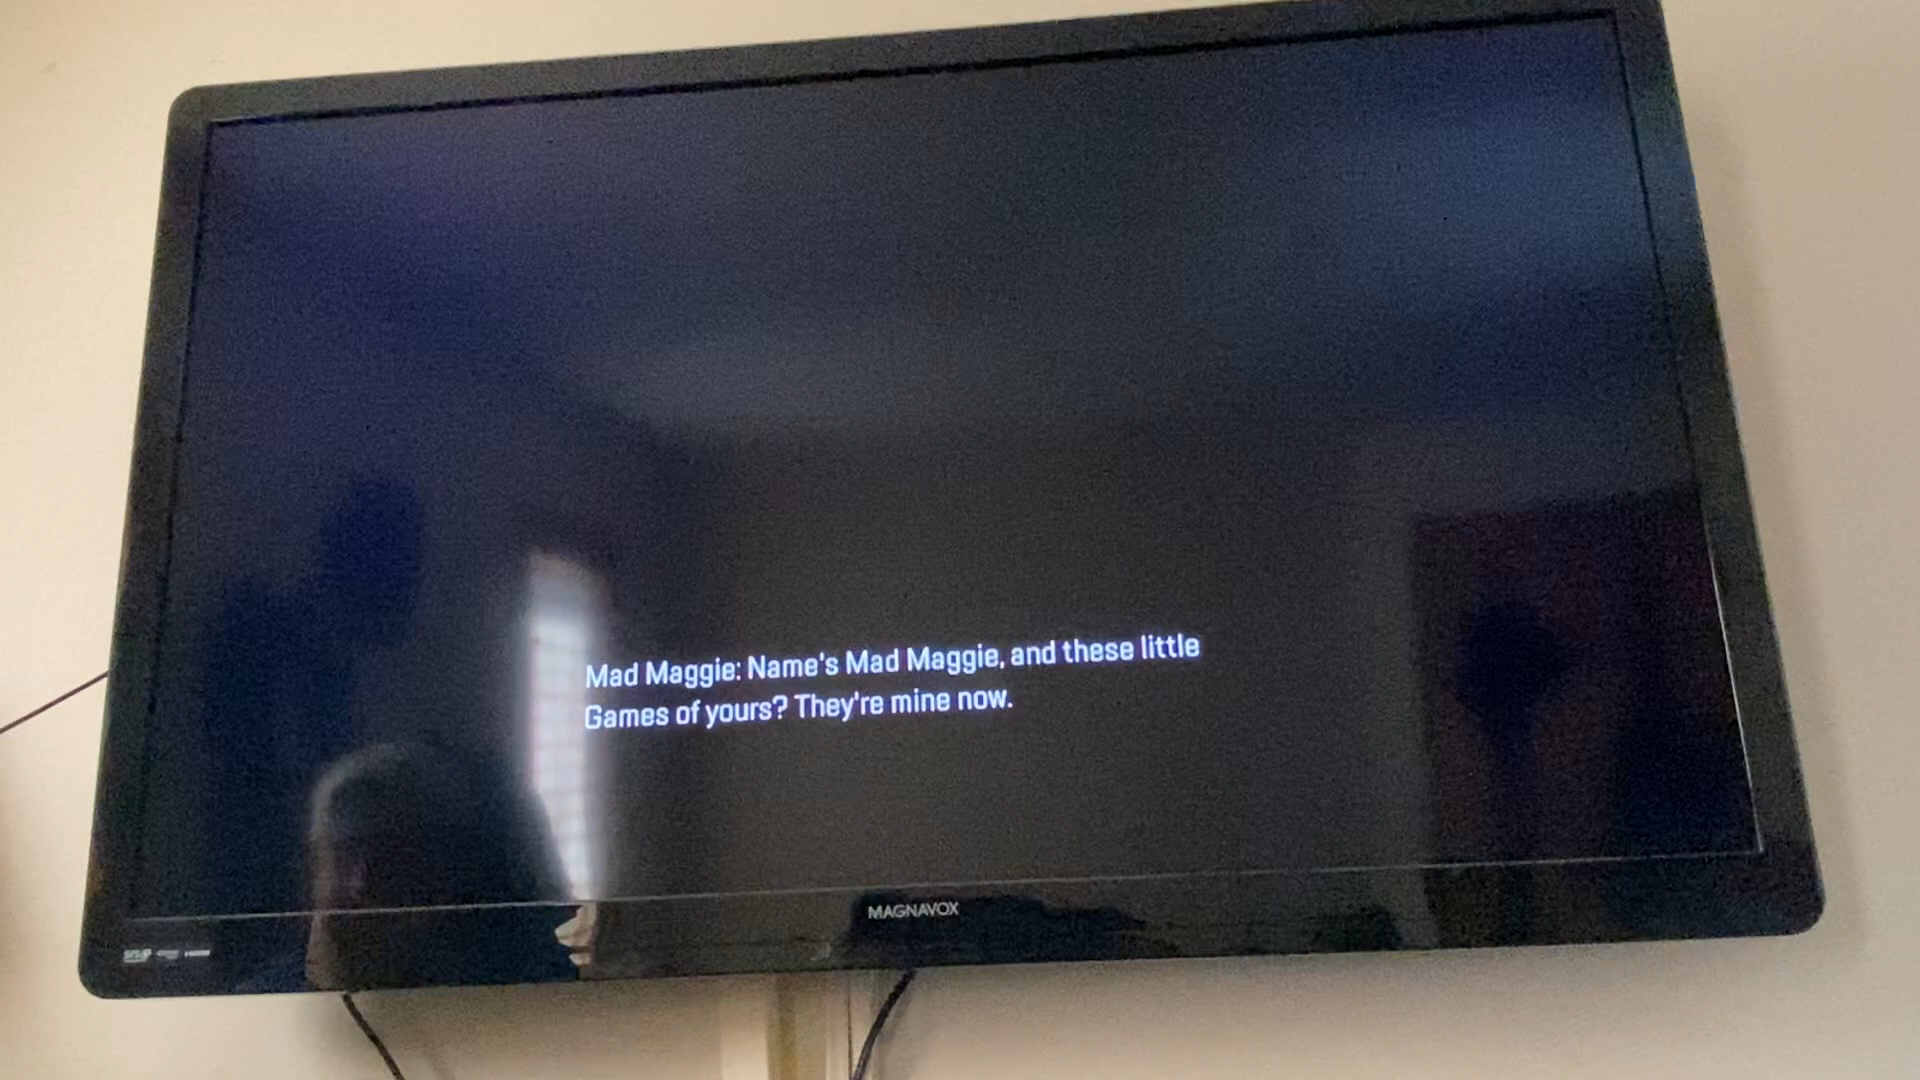 Mad Maggie: Name's Mad Maggie, and these little
Games of yours? They're mine now.
MAGNAVOX